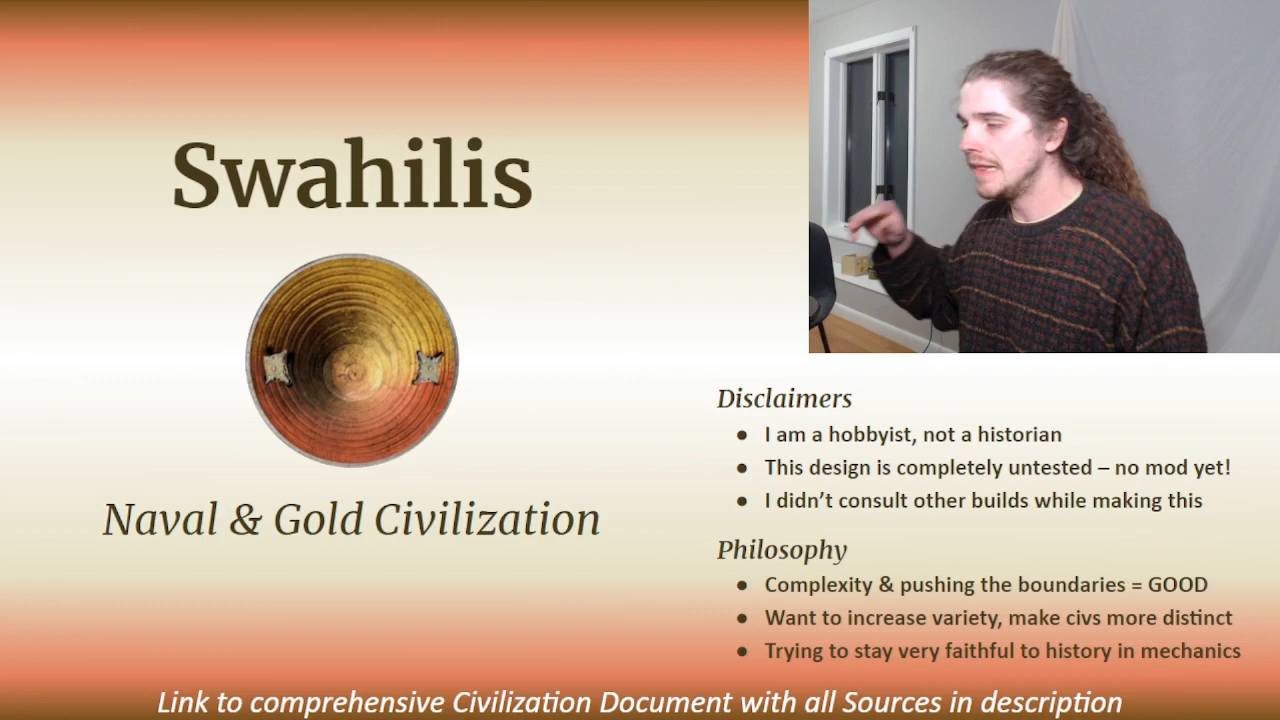 Swahilis
Naval & Gold Civilization
Disclaimers
● I am a hobbyist, not a historian
● This design is completely untested – no mod yet!
● I didn’t consult other builds while making this
Philosophy
● Complexity & pushing the boundaries = GOOD
● Want to increase variety, make civs more distinct
● Trying to stay very faithful to history in mechanics
Link to comprehensive Civilization Document with all Sources in description